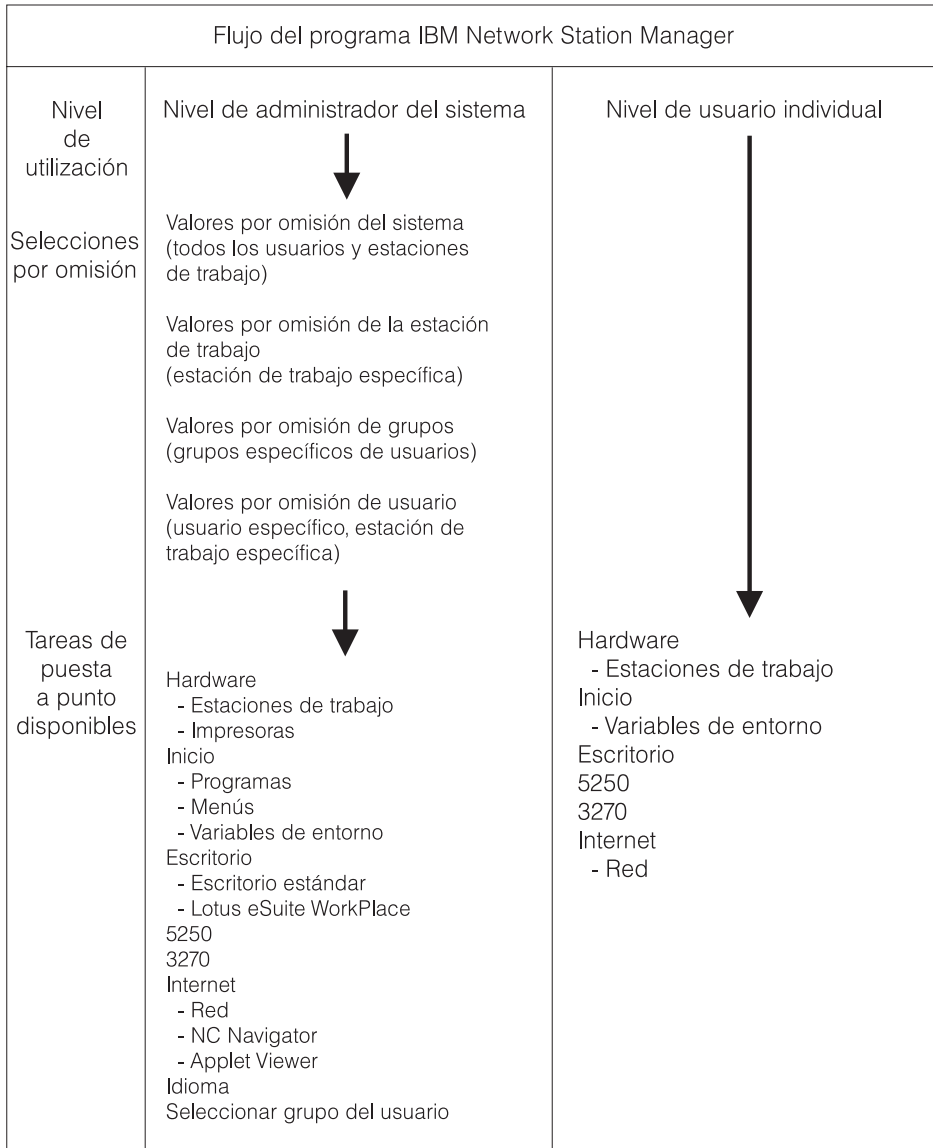 Flujo del programa IBM Network Station Manager
Nivel
de
utilización
Selecciones
por omisión
Tareas de
puesta
a punto
disponibles
Nivel de administrador del sistema
Valores por omisión del sistema
(todos los usuarios y estaciones
de trabajo)
Valores por omisión de la estación
de trabajo
(estación de trabajo específica)
Valores por omisión de grupos
(grupos específicos de usuarios)
Valores por omisión de usuario
(usuario específico, estación de
trabajo específica)
Hardware
- Estaciones de trabajo
- Impresoras
Inicio
- Programas
- Menús
- Variables de entorno
Escritorio
- Escritorio estándar
- Lotus eSuite WorkPlace
5250
3270
Internet
- Red
- NC Navigator
- Applet Viewer
Idioma
Seleccionar grupo del usuario
Nivel de usuario individual
Hardware
- Estaciones de trabajo
Inicio
- Variables de entorno
Escritorio
5250
3270
Internet
- Red